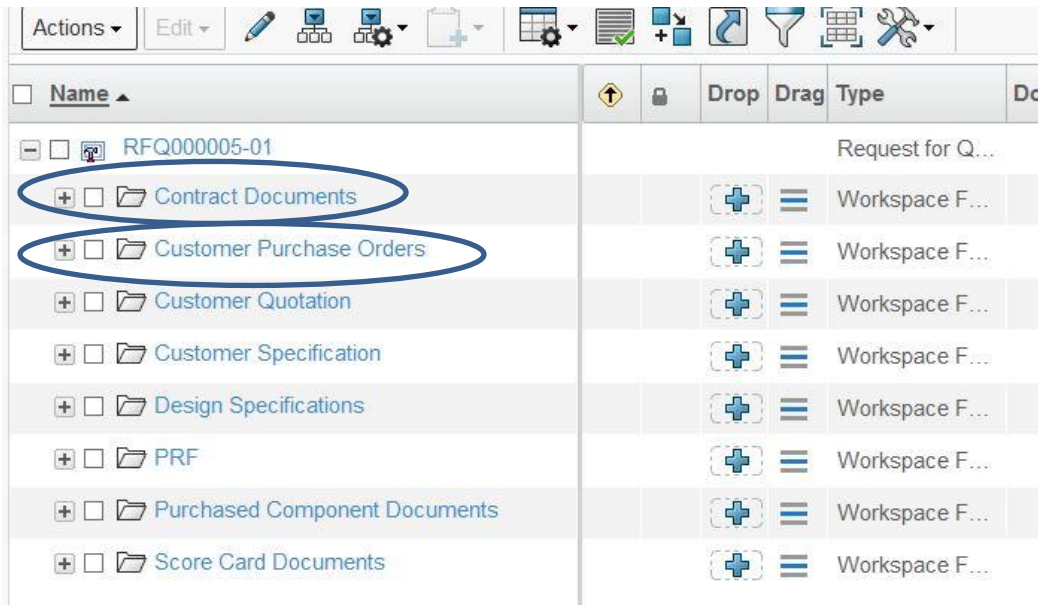 Actions Edit
Name Drop Drag Type Do
RFQ000005-01 Request for Q...
Contract Documents Workspace F...
Customer Purchase Orders Workspace F...
Customer Quotation Workspace F...
Customer Specification Workspace F...
Design Specifications Workspace F...
PRF Workspace F...
Purchased Component Documents Workspace F...
Score Card Documents Workspace F...